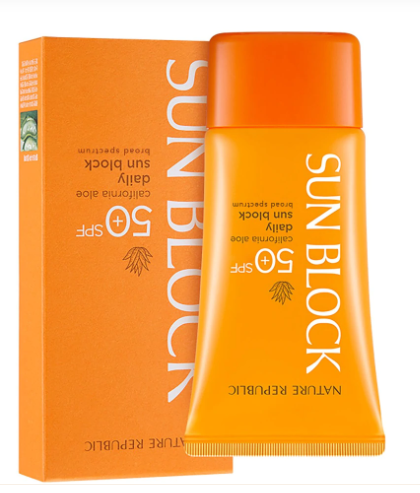 SUN BLOCK
ATURE REPUBLIC
50+ SPF
california aloe
daily
sun block
broad spectrum
SUN BLOCK
NATURE REPUBLIC
50+ SPF
california aloe
daily
sun block
broad spectrum